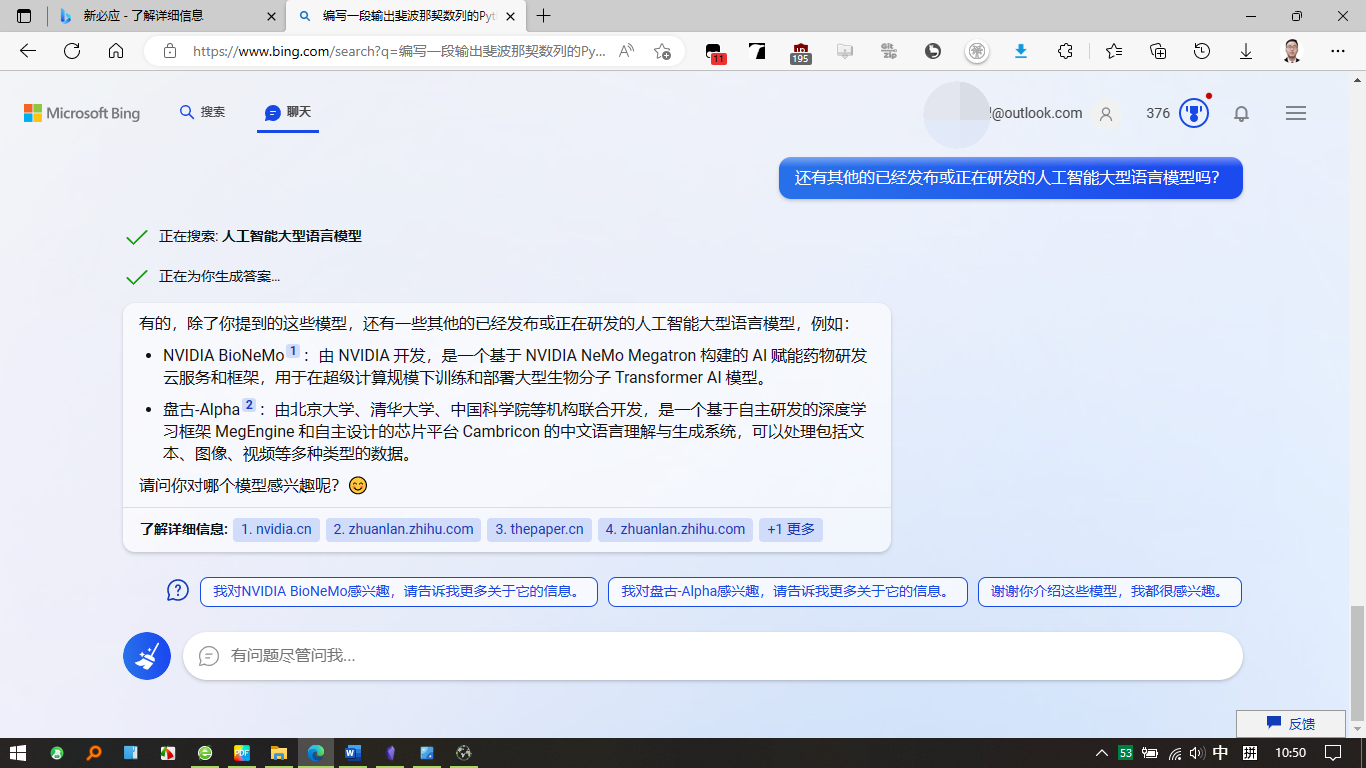 新必应 - 了解详细信息
编写一段输出斐波那契数列的Pyt
https://www.bing.com/search?q=编写一段输出斐波那契数列的Py...
11
195
Microsoft Bing
搜索
聊天
@outlook.com
376
还有其他的已经发布或正在研发的人工智能大型语言模型吗？
正在搜索: 人工智能大型语言模型
正在为你生成答案...
有的，除了你提到的这些模型，还有一些其他的已经发布或正在研发的人工智能大型语言模型，例如：
• NVIDIA BioNeMo 1 ：由 NVIDIA 开发，是一个基于 NVIDIA NeMo Megatron 构建的 AI 赋能药物研发
云服务和框架，用于在超级计算规模下训练和部署大型生物分子 Transformer AI 模型。
• 盘古-Alpha 2 ：由北京大学、清华大学、中国科学院等机构联合开发，是一个基于自主研发的深度学
习框架 MegEngine 和自主设计的芯片平台 Cambricon 的中文语言理解与生成系统，可以处理包括文
本、图像、视频等多种类型的数据。
请问你对哪个模型感兴趣呢？😊
了解详细信息: 1. nvidia.cn 2. zhuanlan.zhihu.com 3. thepaper.cn 4. zhuanlan.zhihu.com +1 更多
我对NVIDIA BioNeMo感兴趣，请告诉我更多关于它的信息。
我对盘古-Alpha感兴趣，请告诉我更多关于它的信息。
谢谢你介绍这些模型，我都很感兴趣。
有问题尽管问我...
反馈
53
中
拼
10:50